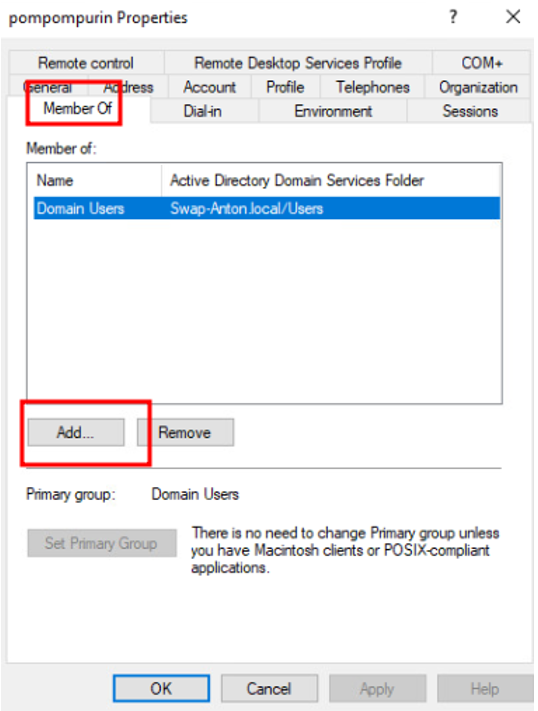 pompompurin Properties
? ×
Remote control Remote Desktop Services Profile COM+
General Address Account Profile Telephones Organization
Member Of Dial-in Environment Sessions
Member of:
Name Active Directory Domain Services Folder
Domain Users Swap-Anton.local/Users
Add... Remove
Primary group: Domain Users
Set Primary Group
There is no need to change Primary group unless
you have Macintosh clients or POSIX-compliant
applications.
OK Cancel Apply Help